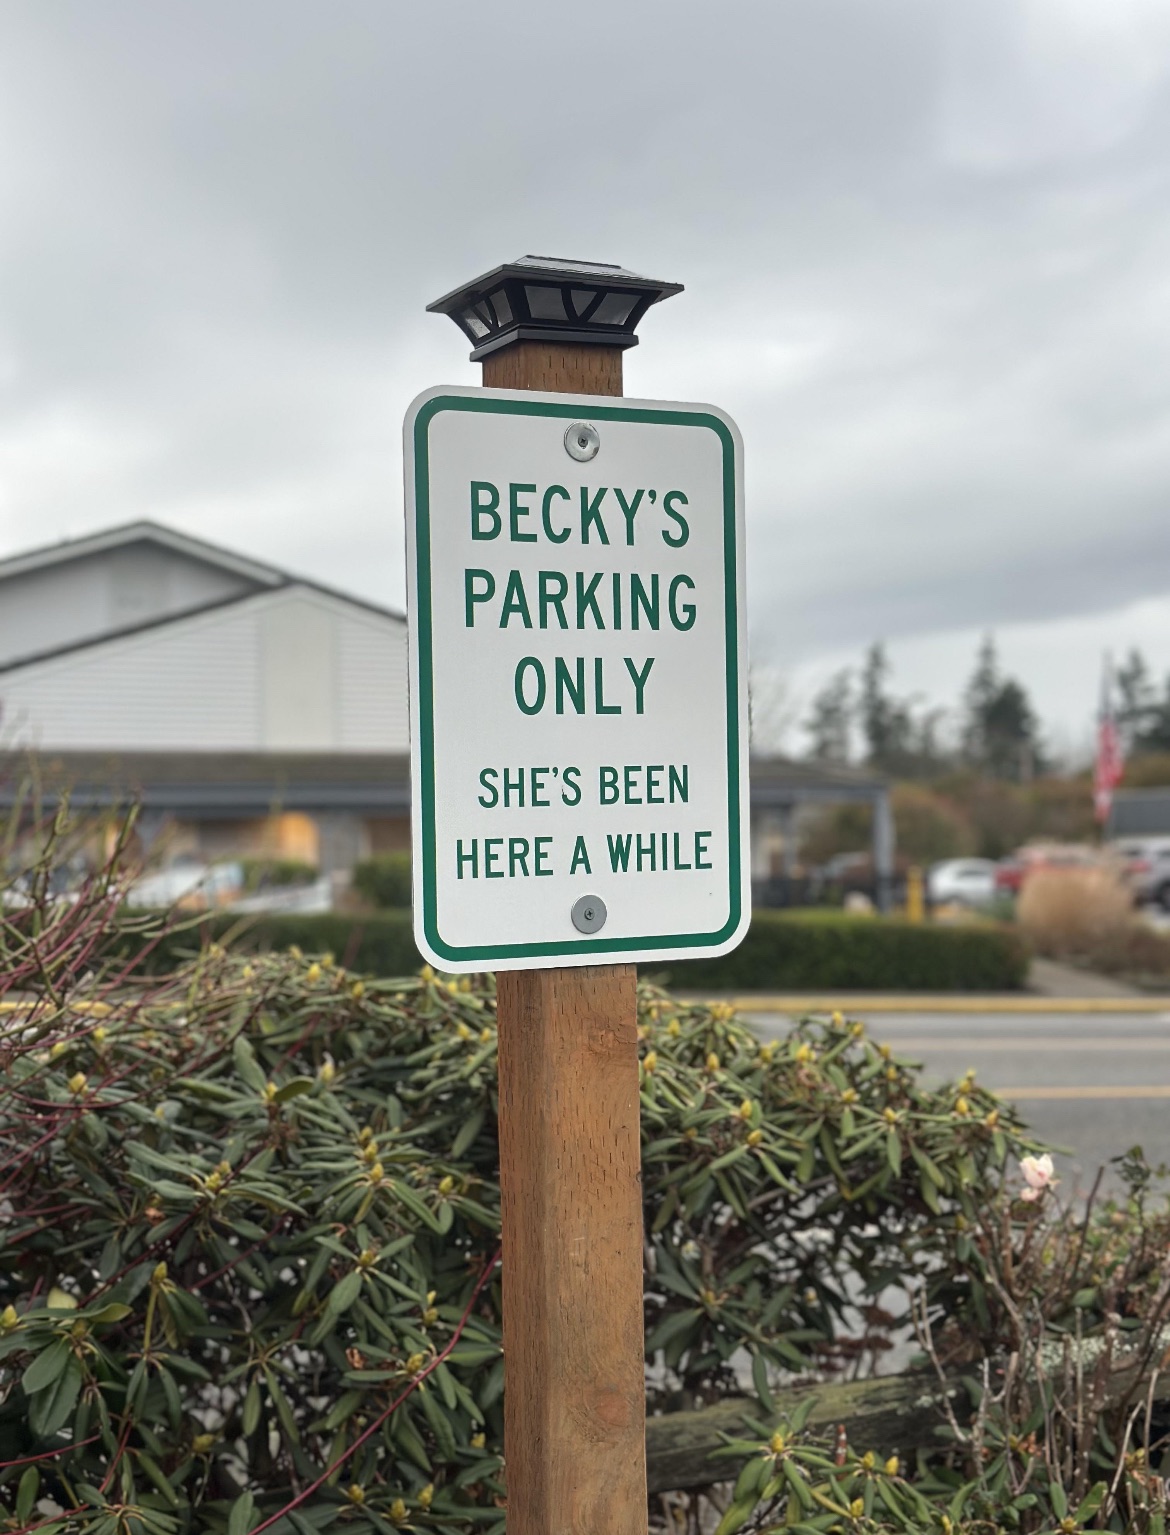 BECKY'S
PARKING
ONLY
SHE'S BEEN
HERE A WHILE